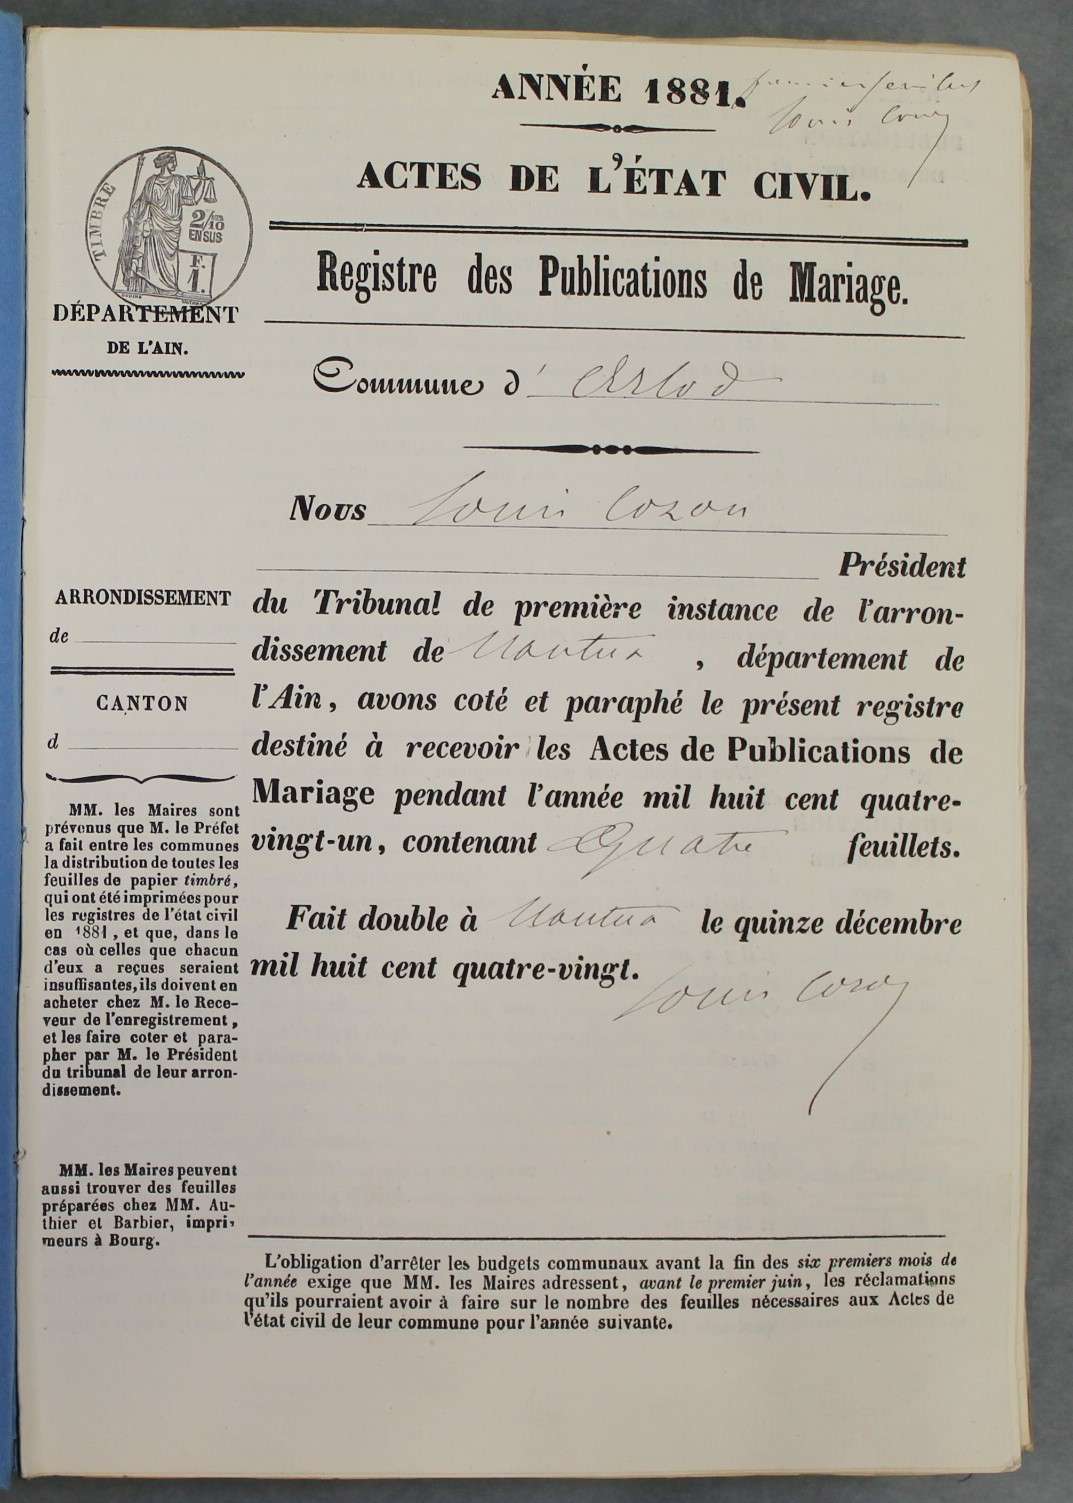 ANNÉE 1881.
premier feuillet
Louis Cozon
ACTES DE L'ÉTAT CIVIL.
TIMBRE
2/10 EN SUS
F.
1.
DÉPARTEMENT
DE L'AIN.
Registre des Publications de Mariage.
Commune d' Arlod
Nous Louis Cozon
Président
du Tribunal de première instance de l'arron-
dissement de Nantua, département de
l'Ain, avons coté et paraphé le présent registre
destiné à recevoir les Actes de Publications de
Mariage pendant l'année mil huit cent quatre-
vingt-un, contenant Quatre feuillets.
Fait double à Nantua le quinze décembre
mil huit cent quatre-vingt.
Louis Cozon
ARRONDISSEMENT
de
CANTON
d
MM. les Maires sont
prévenus que M. le Préfet
a fait entre les communes
la distribution de toutes les
feuilles de papier timbré,
qui ont été imprimées pour
les registres de l'état civil
en 1881, et que, dans le
cas où celles que chacun
d'eux a reçues seraient
insuffisantes, ils doivent en
acheter chez M. le Rece-
veur de l'enregistrement,
et les faire coter et para-
pher par M. le Président
du tribunal de leur arron-
dissement.
MM. les Maires peuvent
aussi trouver des feuilles
préparées chez MM. Au-
thier et Barbier, impri-
meurs à Bourg.
L'obligation d'arrêter les budgets communaux avant la fin des six premiers mois de
l'année exige que MM. les Maires adressent, avant le premier juin, les réclamations
qu'ils pourraient avoir à faire sur le nombre des feuilles nécessaires aux Actes de
l'état civil de leur commune pour l'année suivante.